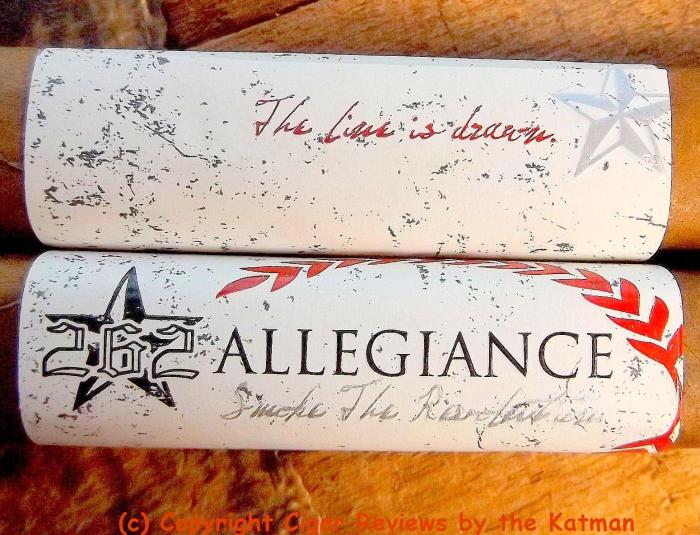 The line is drawn.
262 ALLEGIANCE
Smoke The Revolution
(c) Copyright Cigar Reviews by the Katman